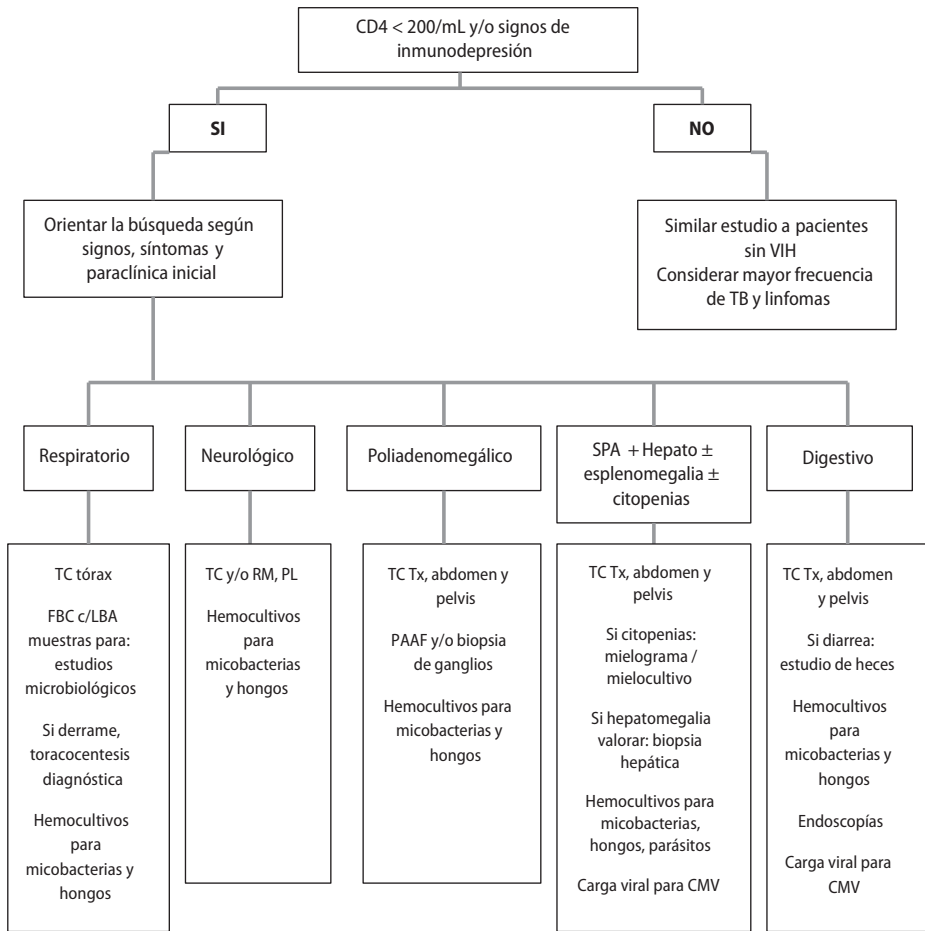 CD4 < 200/mL y/o signos de
inmunodepresión
SI
NO
Orientar la búsqueda según
signos, síntomas y
paraclínica inicial
Similar estudio a pacientes
sin VIH
Considerar mayor frecuencia
de TB y linfomas
Respiratorio
Neurológico
Poliadenomegálico
SPA + Hepato ±
esplenomegalia ±
citopenias
Digestivo
TC tórax
FBC c/LBA
muestras para:
estudios
microbiológicos
Si derrame,
toracocentesis
diagnóstica
Hemocultivos
para
micobacterias y
hongos
TC y/o RM, PL
Hemocultivos
para
micobacterias
y hongos
TC Tx, abdomen y
pelvis
PAAF y/o biopsia
de ganglios
Hemocultivos para
micobacterias y
hongos
TC Tx, abdomen y
pelvis
Si citopenias:
mielograma /
mielocultivo
Si hepatomegalia
valorar: biopsia
hepática
Hemocultivos para
micobacterias,
hongos, parásitos
Carga viral para CMV
TC Tx, abdomen
y pelvis
Si diarrea:
estudio de heces
Hemocultivos
para
micobacterias y
hongos
Endoscopías
Carga viral para
CMV